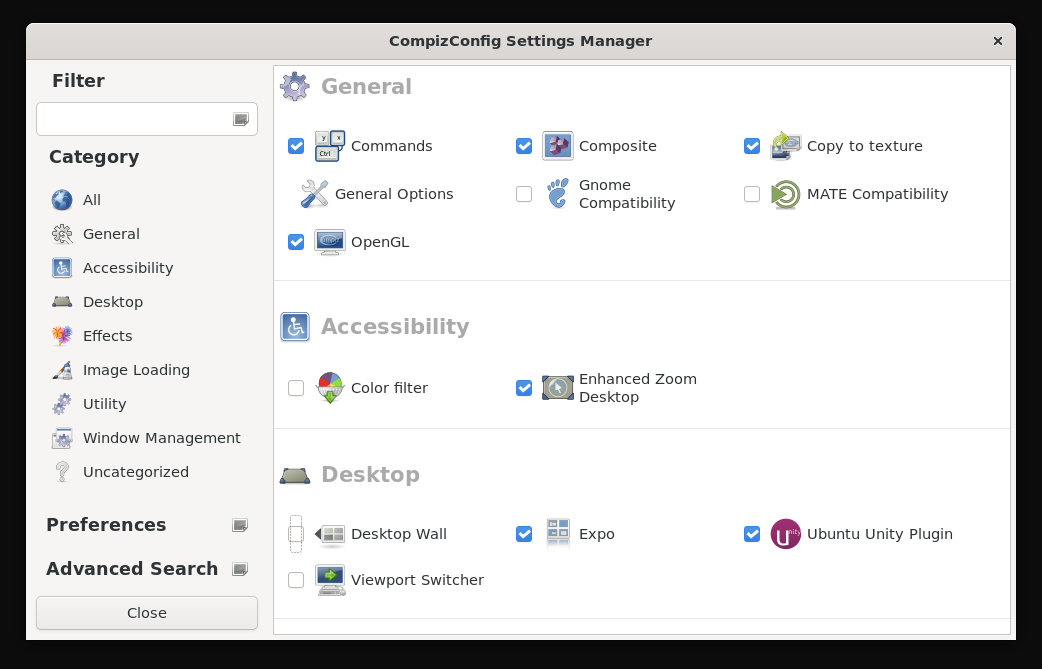 CompizConfig Settings Manager
Filter
Category
All
General
Accessibility
Desktop
Effects
Image Loading
Utility
Window Management
Uncategorized
Preferences
Advanced Search
Close
General
Commands
Composite
Copy to texture
General Options
Gnome
Compatibility
MATE Compatibility
OpenGL
Accessibility
Color filter
Enhanced Zoom
Desktop
Desktop
Desktop Wall
Expo
Ubuntu Unity Plugin
Viewport Switcher